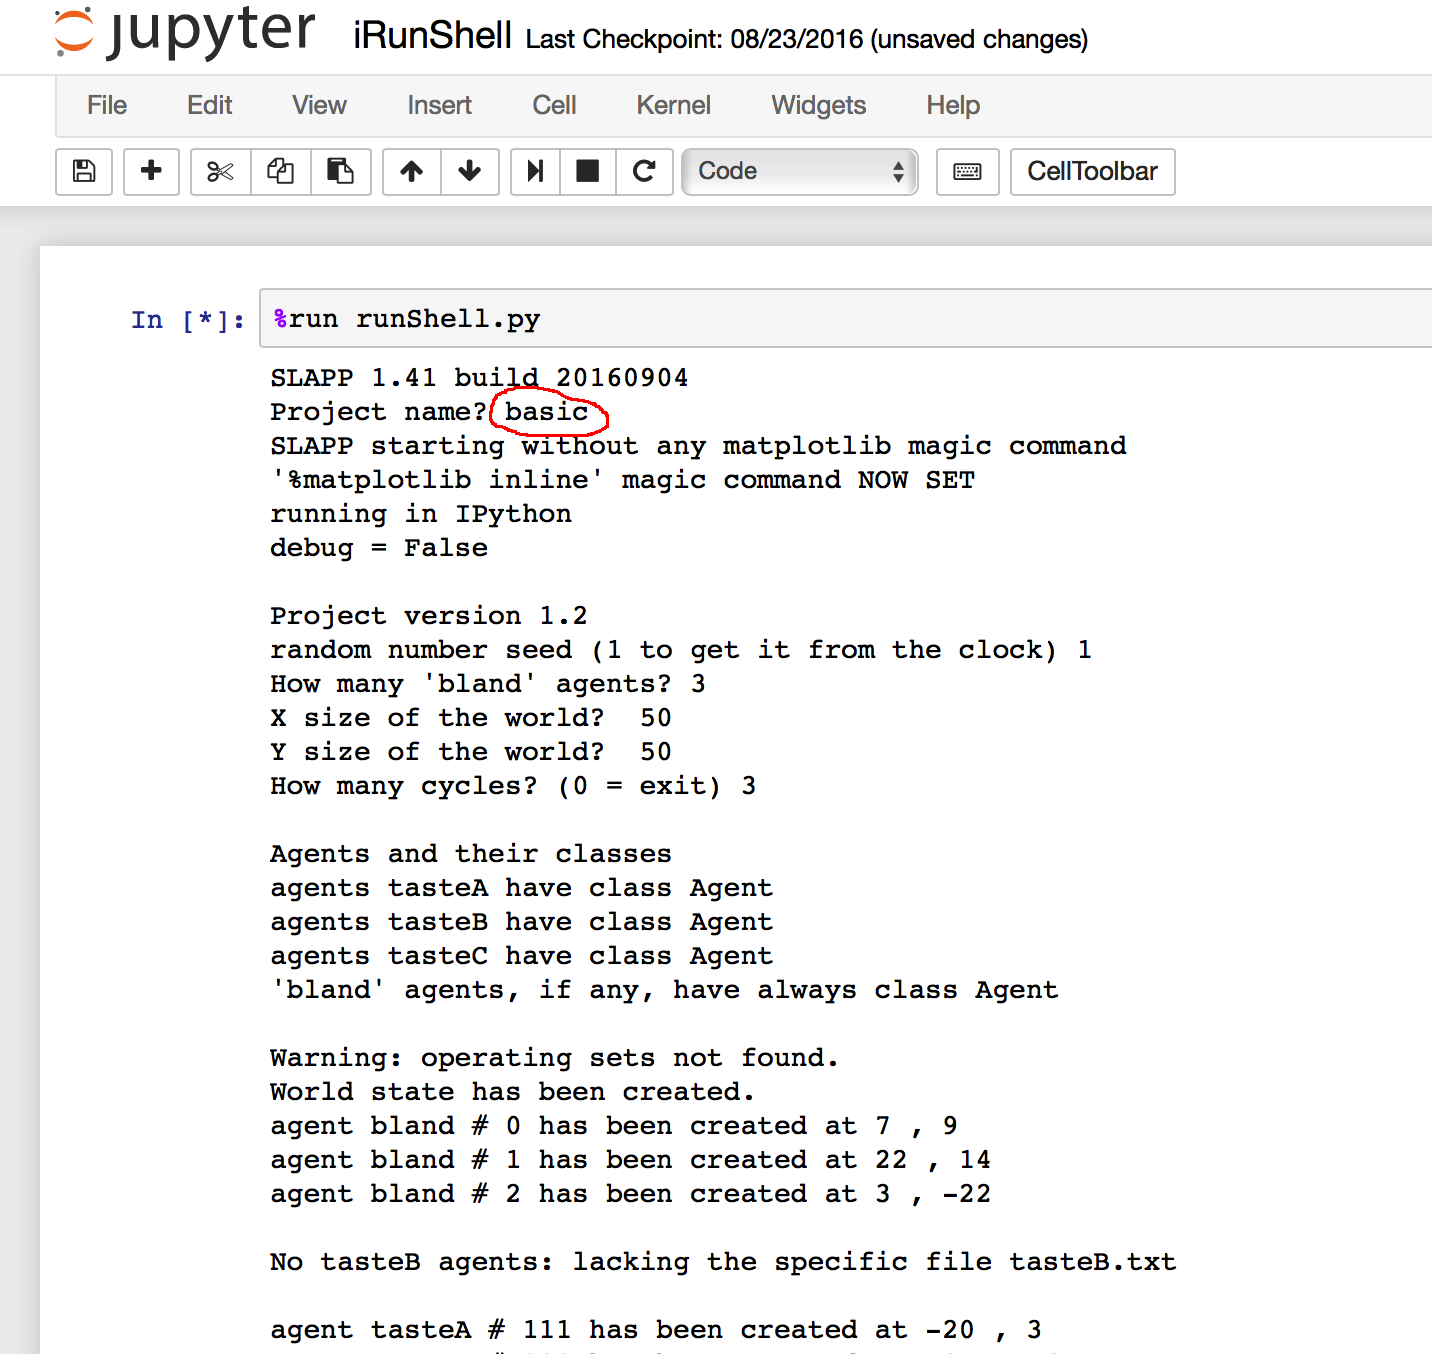 jupyter iRunShell Last Checkpoint: 08/23/2016 (unsaved changes)
File Edit View Insert Cell Kernel Widgets Help
Code CellToolbar
In [*]: %run runShell.py
SLAPP 1.41 build 20160904
Project name? basic
SLAPP starting without any matplotlib magic command
'%matplotlib inline' magic command NOW SET
running in IPython
debug = False
Project version 1.2
random number seed (1 to get it from the clock) 1
How many 'bland' agents? 3
X size of the world?  50
Y size of the world?  50
How many cycles? (0 = exit) 3
Agents and their classes
agents tasteA have class Agent
agents tasteB have class Agent
agents tasteC have class Agent
'bland' agents, if any, have always class Agent
Warning: operating sets not found.
World state has been created.
agent bland # 0 has been created at 7 , 9
agent bland # 1 has been created at 22 , 14
agent bland # 2 has been created at 3 , -22
No tasteB agents: lacking the specific file tasteB.txt
agent tasteA # 111 has been created at -20 , 3